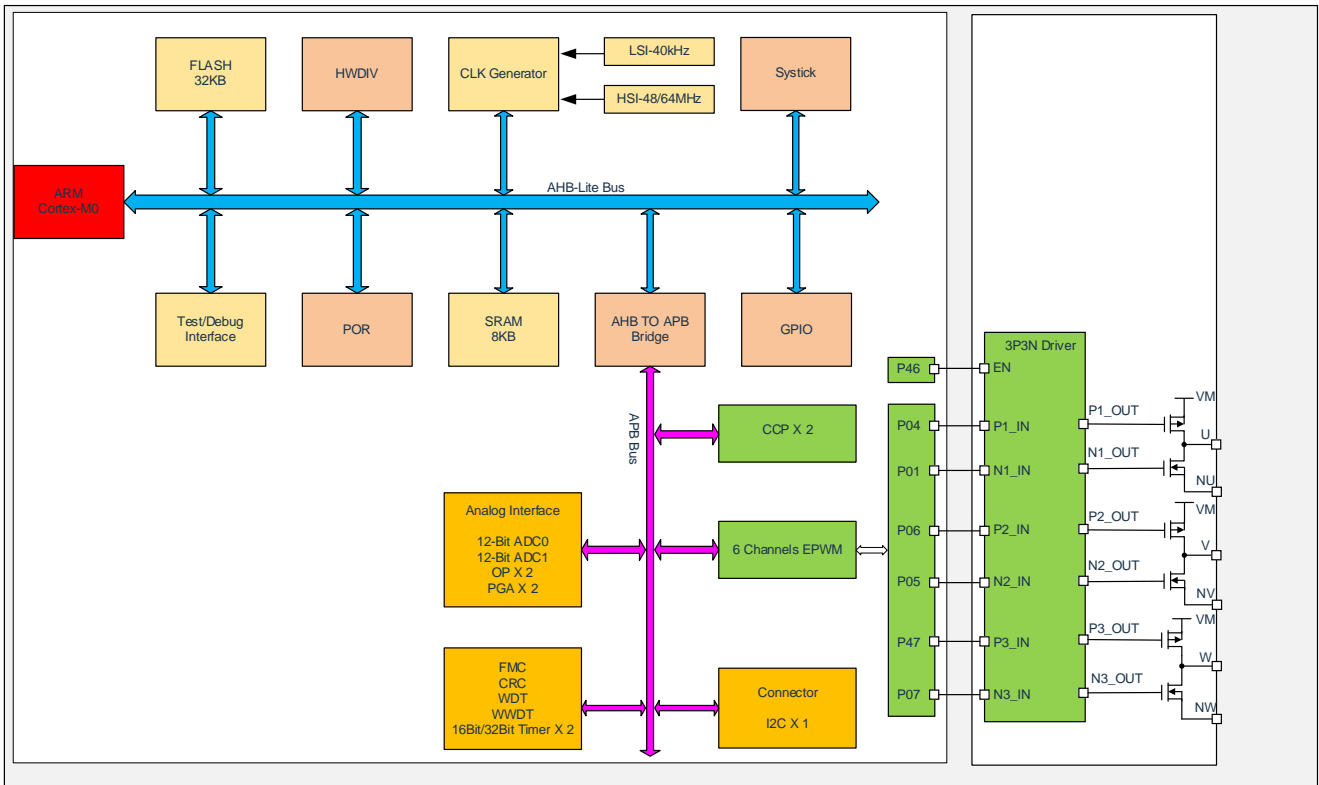 FLASH
32KB
HWDIV
CLK Generator
LSI-40kHz
HSI-48/64MHz
Systick
ARM
Cortex-M0
AHB-Lite Bus
Test/Debug
Interface
POR
SRAM
8KB
AHB TO APB
Bridge
GPIO
APB Bus
CCP X 2
Analog Interface
12-Bit ADC0
12-Bit ADC1
OP X 2
PGA X 2
6 Channels EPWM
FMC
CRC
WDT
WWDT
16Bit/32Bit Timer X 2
Connector
I2C X 1
P46
P04
P01
P06
P05
P47
P07
3P3N Driver
EN
P1_IN
N1_IN
P2_IN
N2_IN
P3_IN
N3_IN
P1_OUT
N1_OUT
P2_OUT
N2_OUT
P3_OUT
N3_OUT
VM
U
NU
VM
V
NV
VM
W
NW